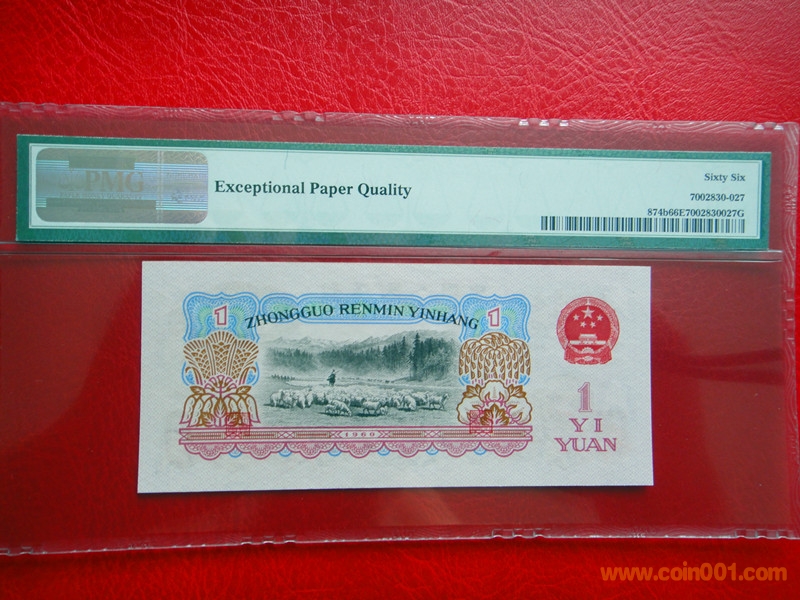 PMG
Exceptional Paper Quality
Sixty Six
7002830-027
874b66E7002830027G
1
ZHONGGUO RENMIN YINHANG
1
1960
1
YI
YUAN
www.coin001.com